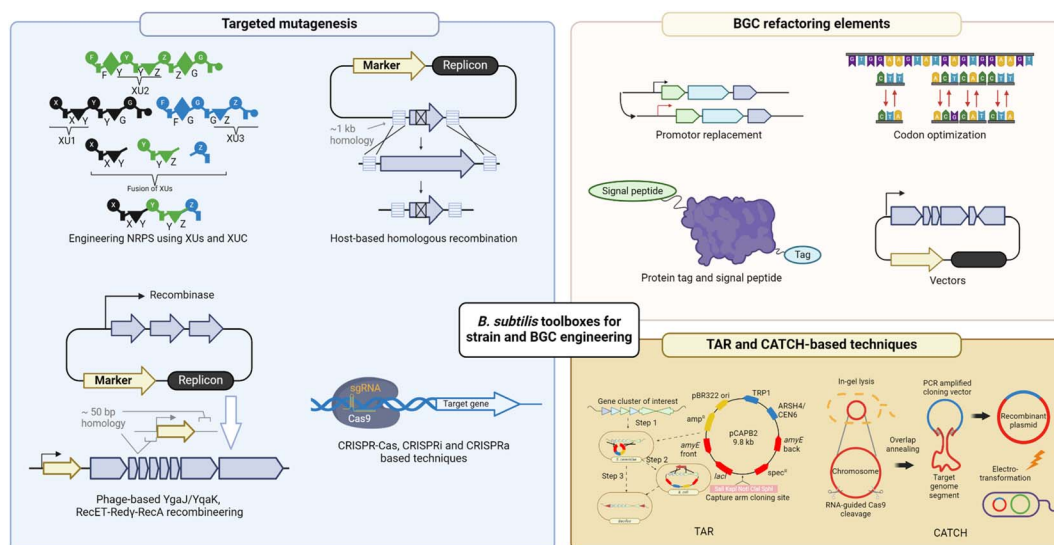 Targeted mutagenesis
F Y Z G
F Y Y Z Z G
XU2
X Y G
X Y Y G
XU1
F G Z
F G G Z
XU3
X Y Z
X Y Y Z Z
Fusion of XUs
X Y Z
X Y Y Z Z
Engineering NRPS using XUs and XUC
Marker
Replicon
~1 kb
homology
Host-based homologous recombination
Recombinase
Marker
Replicon
~ 50 bp
homology
Phage-based YgaJ/YqaK,
RecET-Redγ-RecA recombineering
sgRNA
Cas9
Target gene
CRISPR-Cas, CRISPRi and CRISPRa
based techniques
B. subtilis toolboxes for
strain and BGC engineering
BGC refactoring elements
Promotor replacement
G T G G A A G T A T G A G T G G A A G T
C T T
A C T C A C C T T
C T A
A C G C A T C T A
Codon optimization
Signal peptide
Tag
Protein tag and signal peptide
Vectors
TAR and CATCH-based techniques
Gene cluster of interest
Step 1
Step 2
Step 3
pBR322 ori
TRP1
ARSH4/
CEN6
ampᴿ
pCAPB2
9.8 kb
amyE
front
amyE
back
lacI
specᴿ
Capture arm cloning site
TAR
In-gel lysis
Chromosome
RNA-guided Cas9
cleavage
Overlap
annealing
PCR amplified
cloning vector
Target
genome
segment
Recombinant
plasmid
Electro-
transformation
CATCH